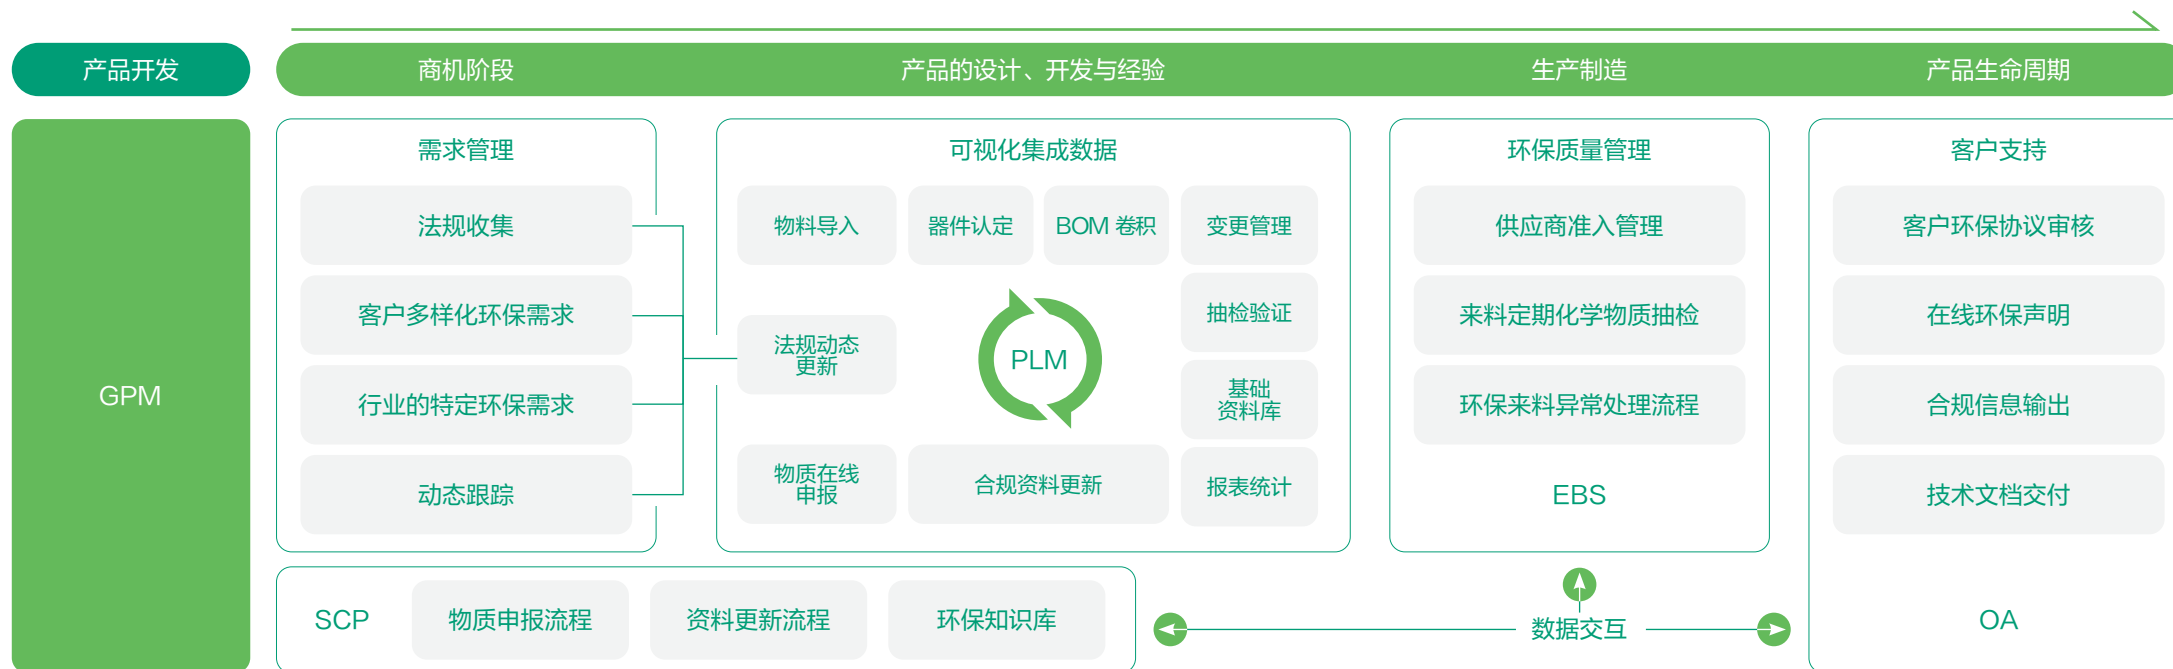 产品开发
商机阶段
产品的设计、开发与经验
生产制造
产品生命周期
GPM
需求管理
法规收集
客户多样化环保需求
行业的特定环保需求
动态跟踪
可视化集成数据
物料导入
器件认定
BOM 卷积
变更管理
抽检验证
法规动态
更新
PLM
基础
资料库
物质在线
申报
合规资料更新
报表统计
环保质量管理
供应商准入管理
来料定期化学物质抽检
环保来料异常处理流程
EBS
客户支持
客户环保协议审核
在线环保声明
合规信息输出
技术文档交付
OA
SCP
物质申报流程
资料更新流程
环保知识库
数据交互